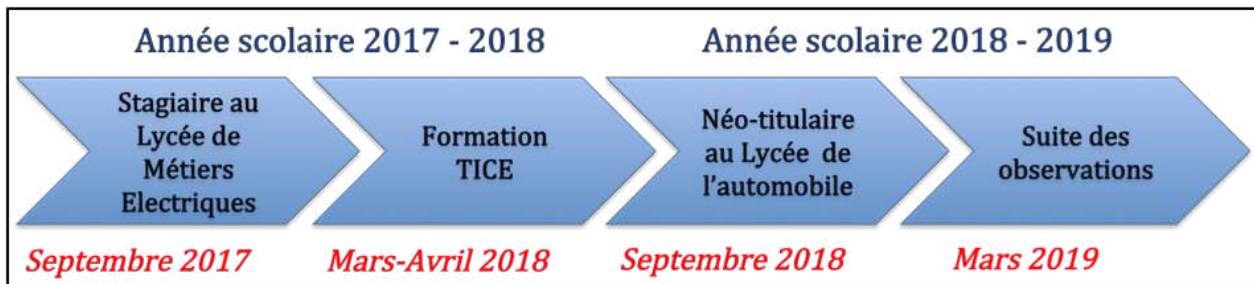 Année scolaire 2017 - 2018
Année scolaire 2018 - 2019
Stagiaire au
Lycée de
Métiers
Electriques
Formation
TICE
Néo-titulaire
au Lycée de
l'automobile
Suite des
observations
Septembre 2017
Mars-Avril 2018
Septembre 2018
Mars 2019